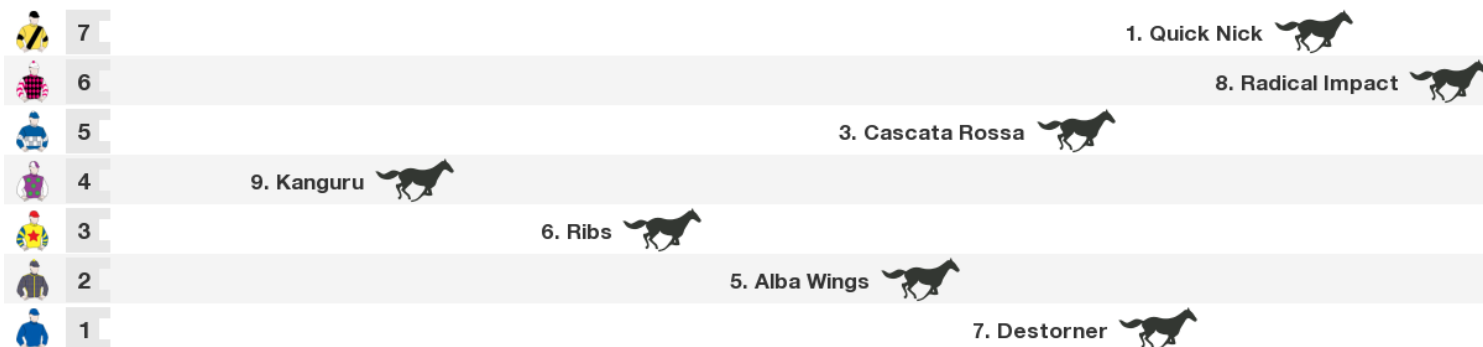 7 1. Quick Nick
6 8. Radical Impact
5 3. Cascata Rossa
4 9. Kanguru
3 6. Ribs
2 5. Alba Wings
1 7. Destorner